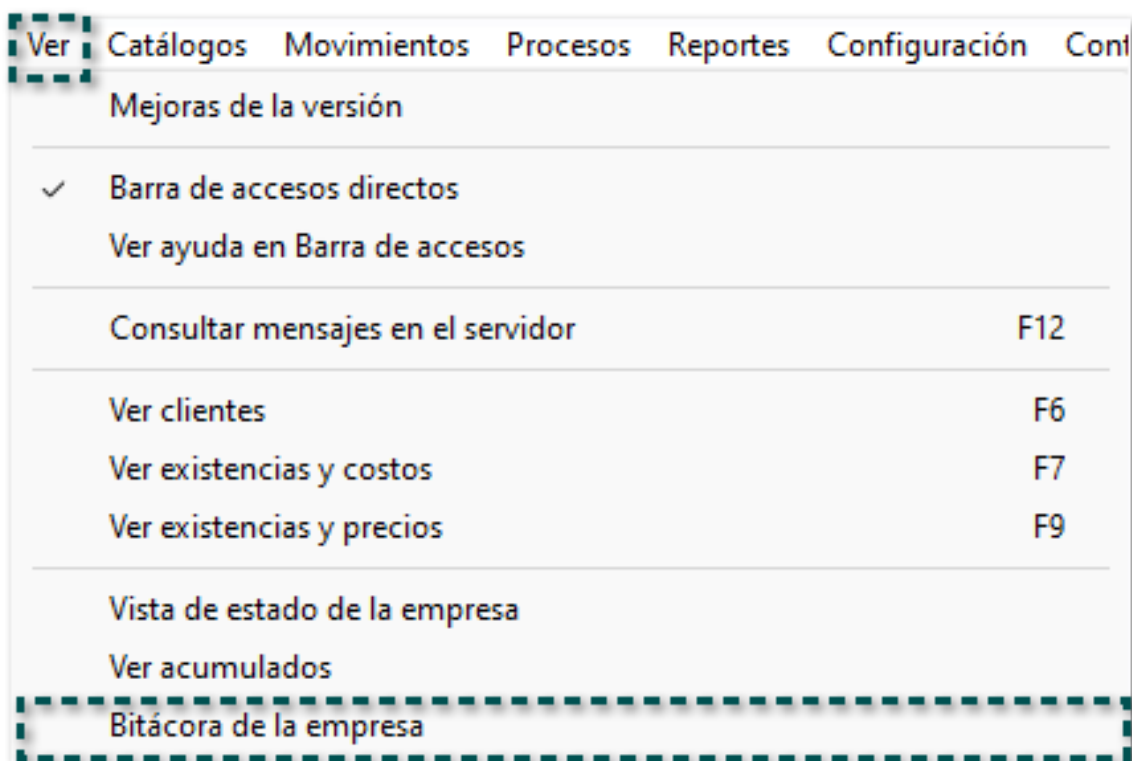 Ver Catálogos Movimientos Procesos Reportes Configuración
Mejoras de la versión
Barra de accesos directos
Ver ayuda en Barra de accesos
Consultar mensajes en el servidor F12
Ver clientes F6
Ver existencias y costos F7
Ver existencias y precios F9
Vista de estado de la empresa
Ver acumulados
Bitácora de la empresa